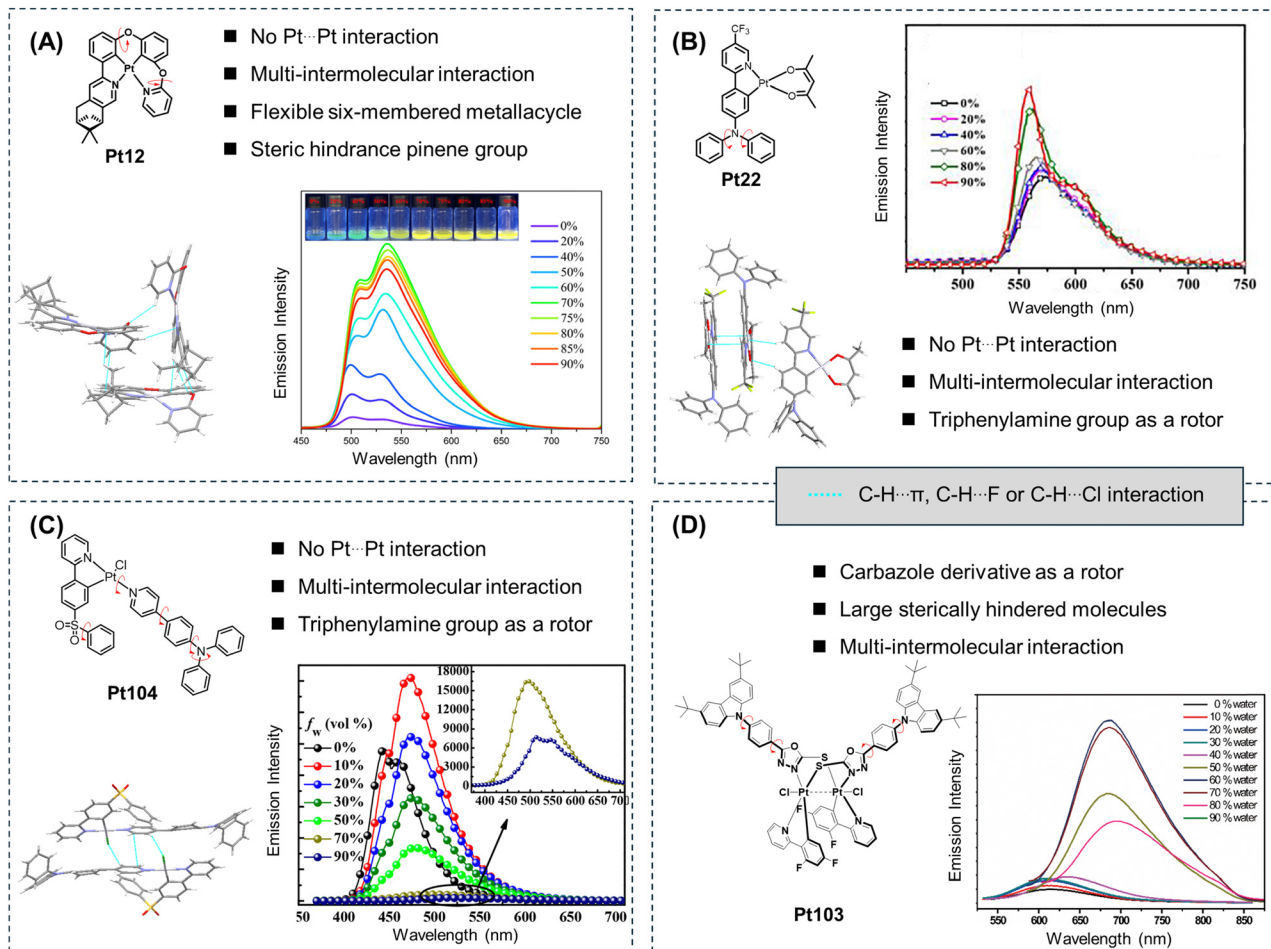 (A)
O
Pt
O
N
N
Pt12
■ No Pt···Pt interaction
■ Multi-intermolecular interaction
■ Flexible six-membered metallacycle
■ Steric hindrance pinene group
Emission Intensity
0%
20%
40%
50%
60%
70%
75%
80%
85%
90%
450 500 550 600 650 700 750
Wavelength (nm)
(B)
CF₃
N
O
Pt
O
N
Pt22
Emission Intensity
0%
20%
40%
60%
80%
90%
450 500 550 600 650 700 750
Wavelength (nm)
■ No Pt···Pt interaction
■ Multi-intermolecular interaction
■ Triphenylamine group as a rotor
C-H···π, C-H···F or C-H···Cl interaction
(C)
N
Cl
Pt
N
O=S
O
N
Pt104
■ No Pt···Pt interaction
■ Multi-intermolecular interaction
■ Triphenylamine group as a rotor
Emission Intensity
fw (vol %)
0%
10%
20%
30%
50%
70%
90%
18000
15000
12000
9000
6000
3000
0
400 450 500 550 600 650 700
50 400 450 500 550 600 650 700
Wavelength (nm)
(D)
■ Carbazole derivative as a rotor
■ Large sterically hindered molecules
■ Multi-intermolecular interaction
N
N
O
S
O
N-N
S
N-N
Cl-Pt
Pt
Cl
F
N
N
F
F
F
Pt103
Emission Intensity
0 % water
10 % water
20 % water
30 % water
40 % water
50 % water
60 % water
70 % water
80 % water
90 % water
550 600 650 700 750 800 850
Wavelength (nm)